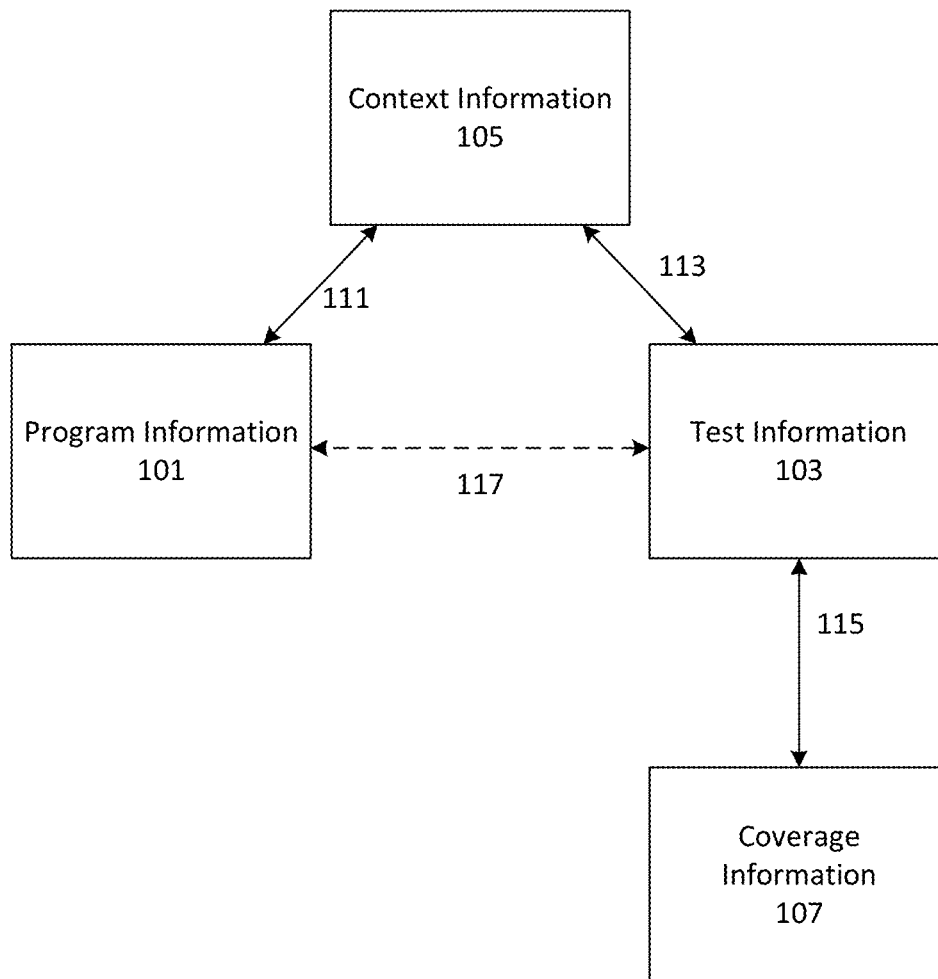 Context Information
105
111
113
Program Information
101
117
Test Information
103
115
Coverage
Information
107